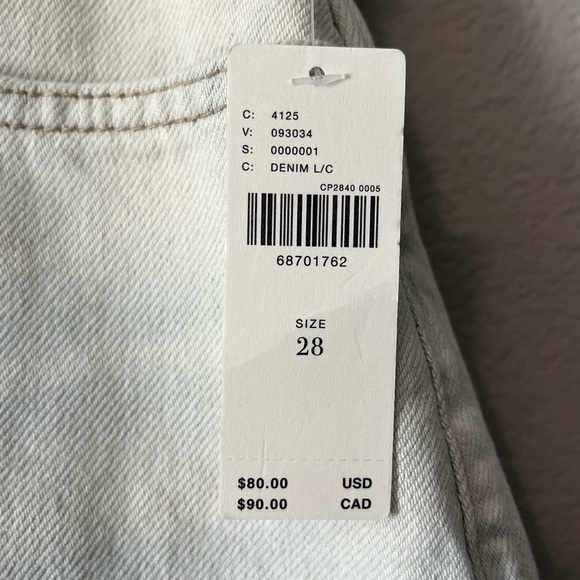 C: 4125
V: 093034
S: 0000001
C: DENIM L/C
CP2840 0005
68701762
SIZE
28
$80.00 USD
$90.00 CAD